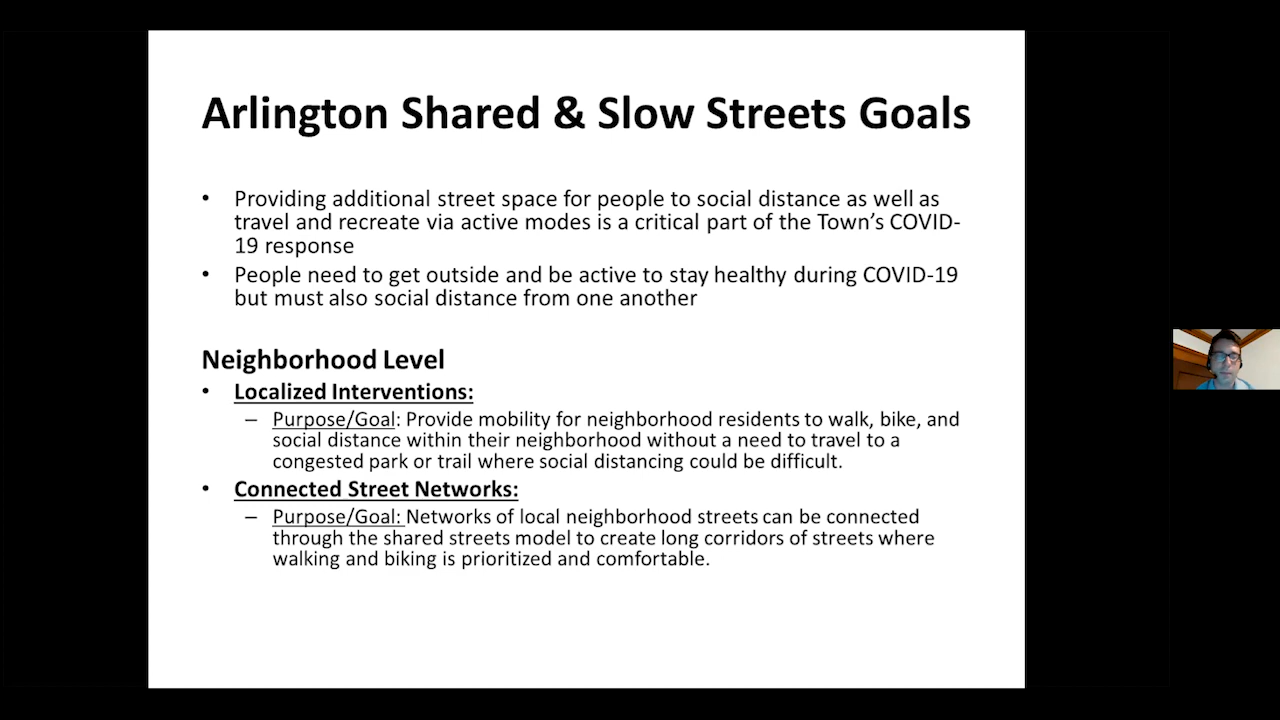 Arlington Shared & Slow Streets Goals
• Providing additional street space for people to social distance as well as
travel and recreate via active modes is a critical part of the Town’s COVID-
19 response
• People need to get outside and be active to stay healthy during COVID-19
but must also social distance from one another
Neighborhood Level
• Localized Interventions:
– Purpose/Goal: Provide mobility for neighborhood residents to walk, bike, and
social distance within their neighborhood without a need to travel to a
congested park or trail where social distancing could be difficult.
• Connected Street Networks:
– Purpose/Goal: Networks of local neighborhood streets can be connected
through the shared streets model to create long corridors of streets where
walking and biking is prioritized and comfortable.